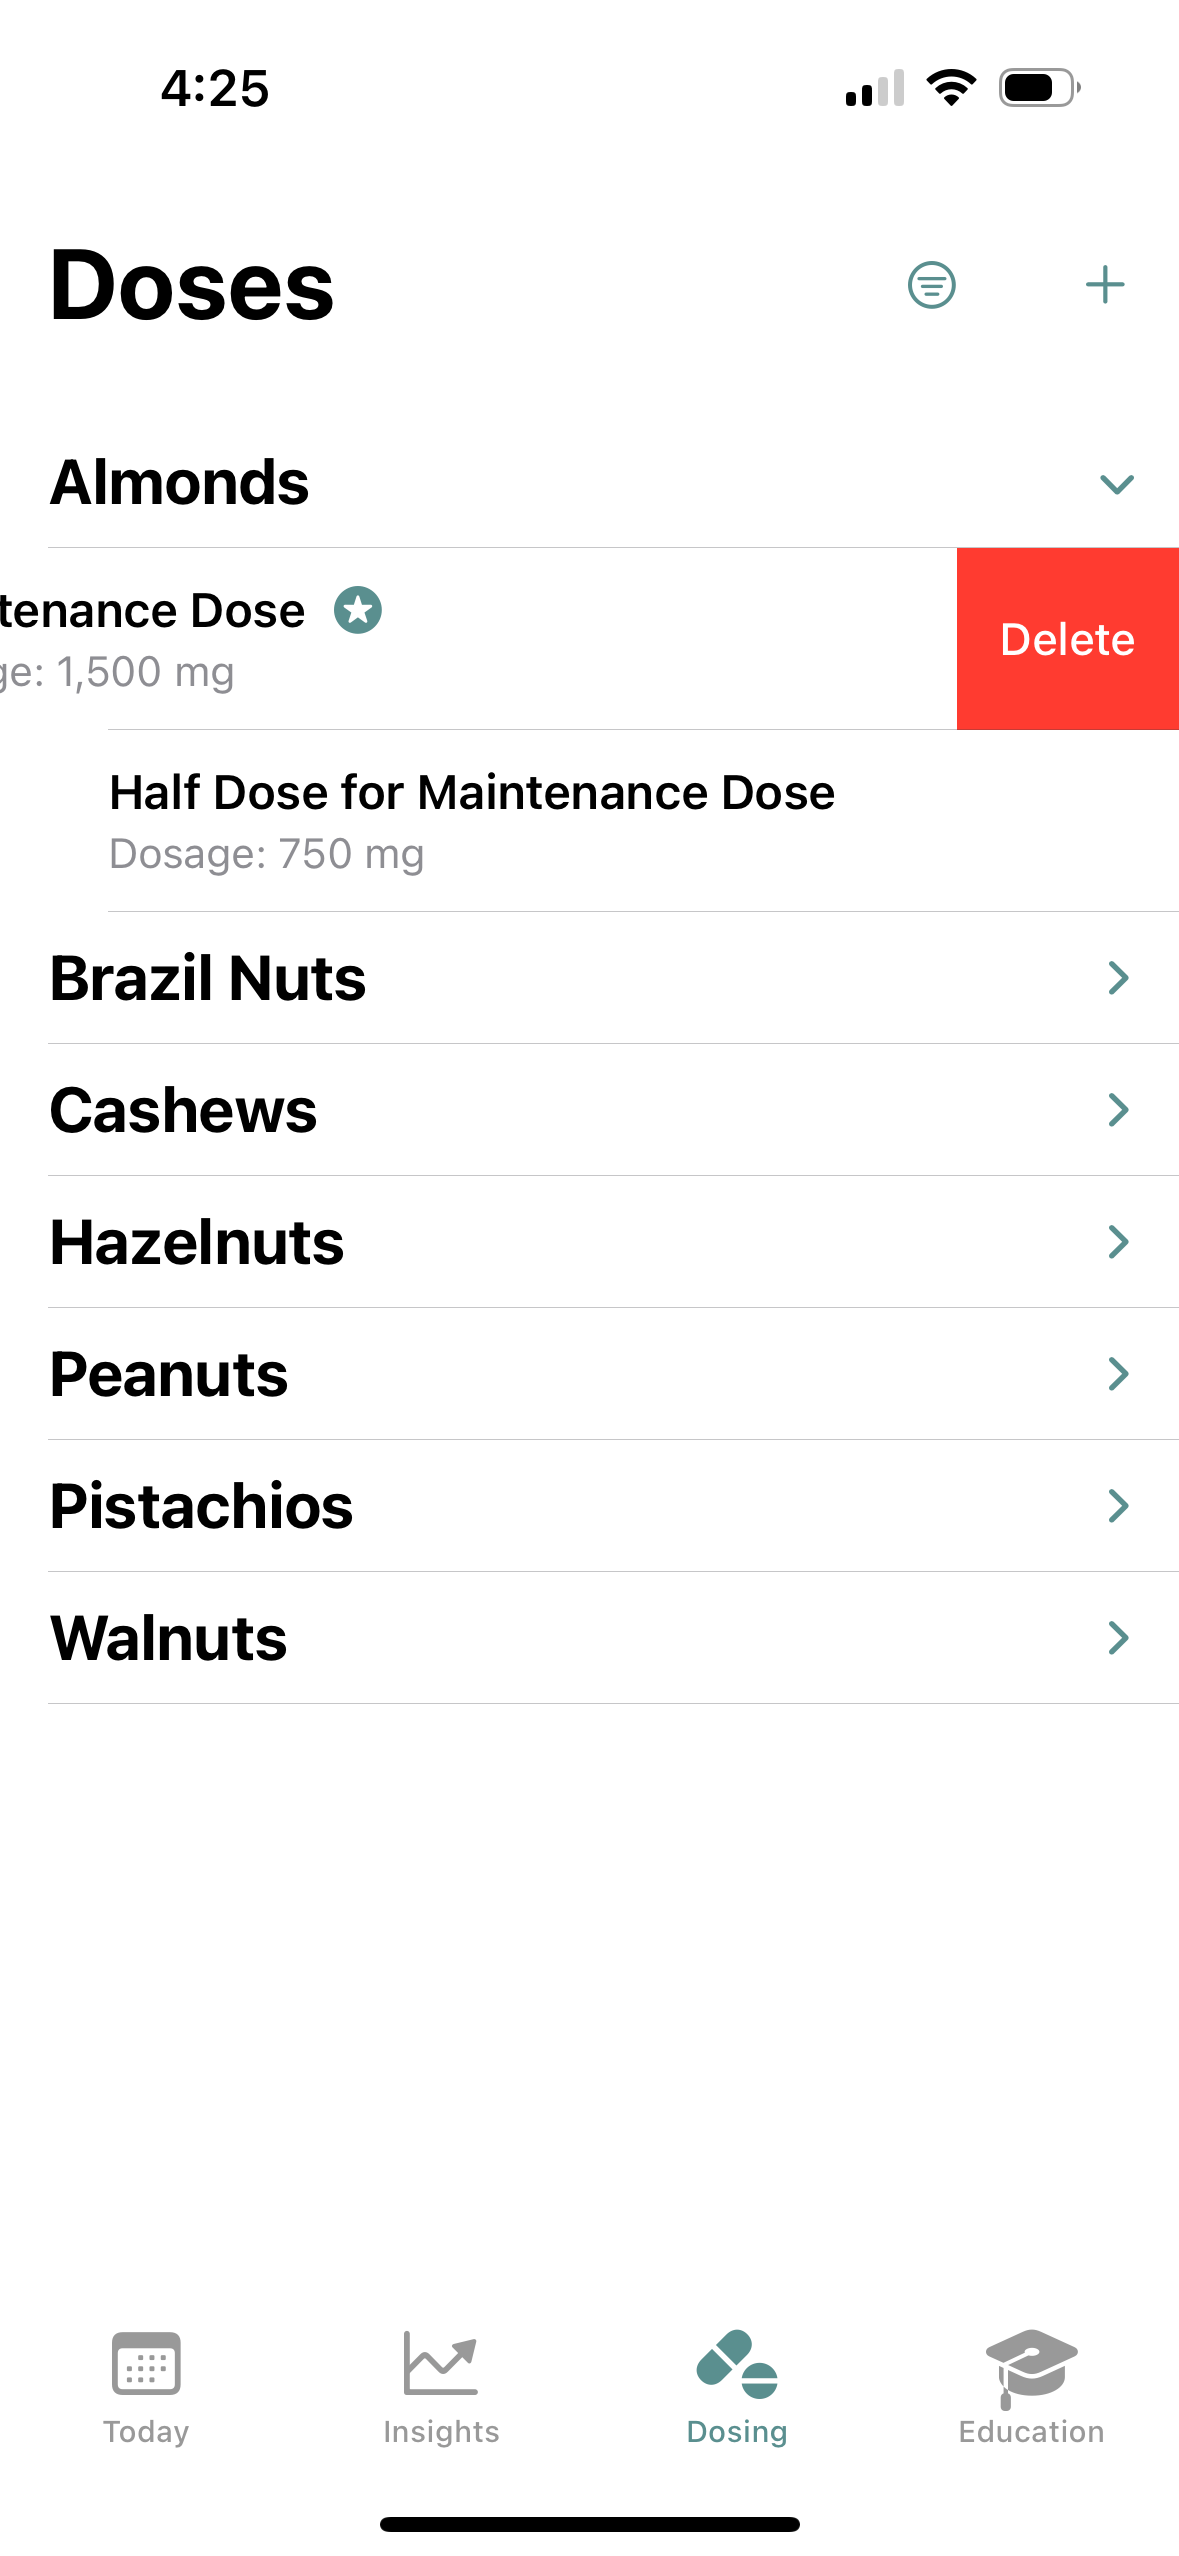 4:25
Doses
Almonds
tenance Dose
ge: 1,500 mg
Delete
Half Dose for Maintenance Dose
Dosage: 750 mg
Brazil Nuts
Cashews
Hazelnuts
Peanuts
Pistachios
Walnuts
Today
Insights
Dosing
Education